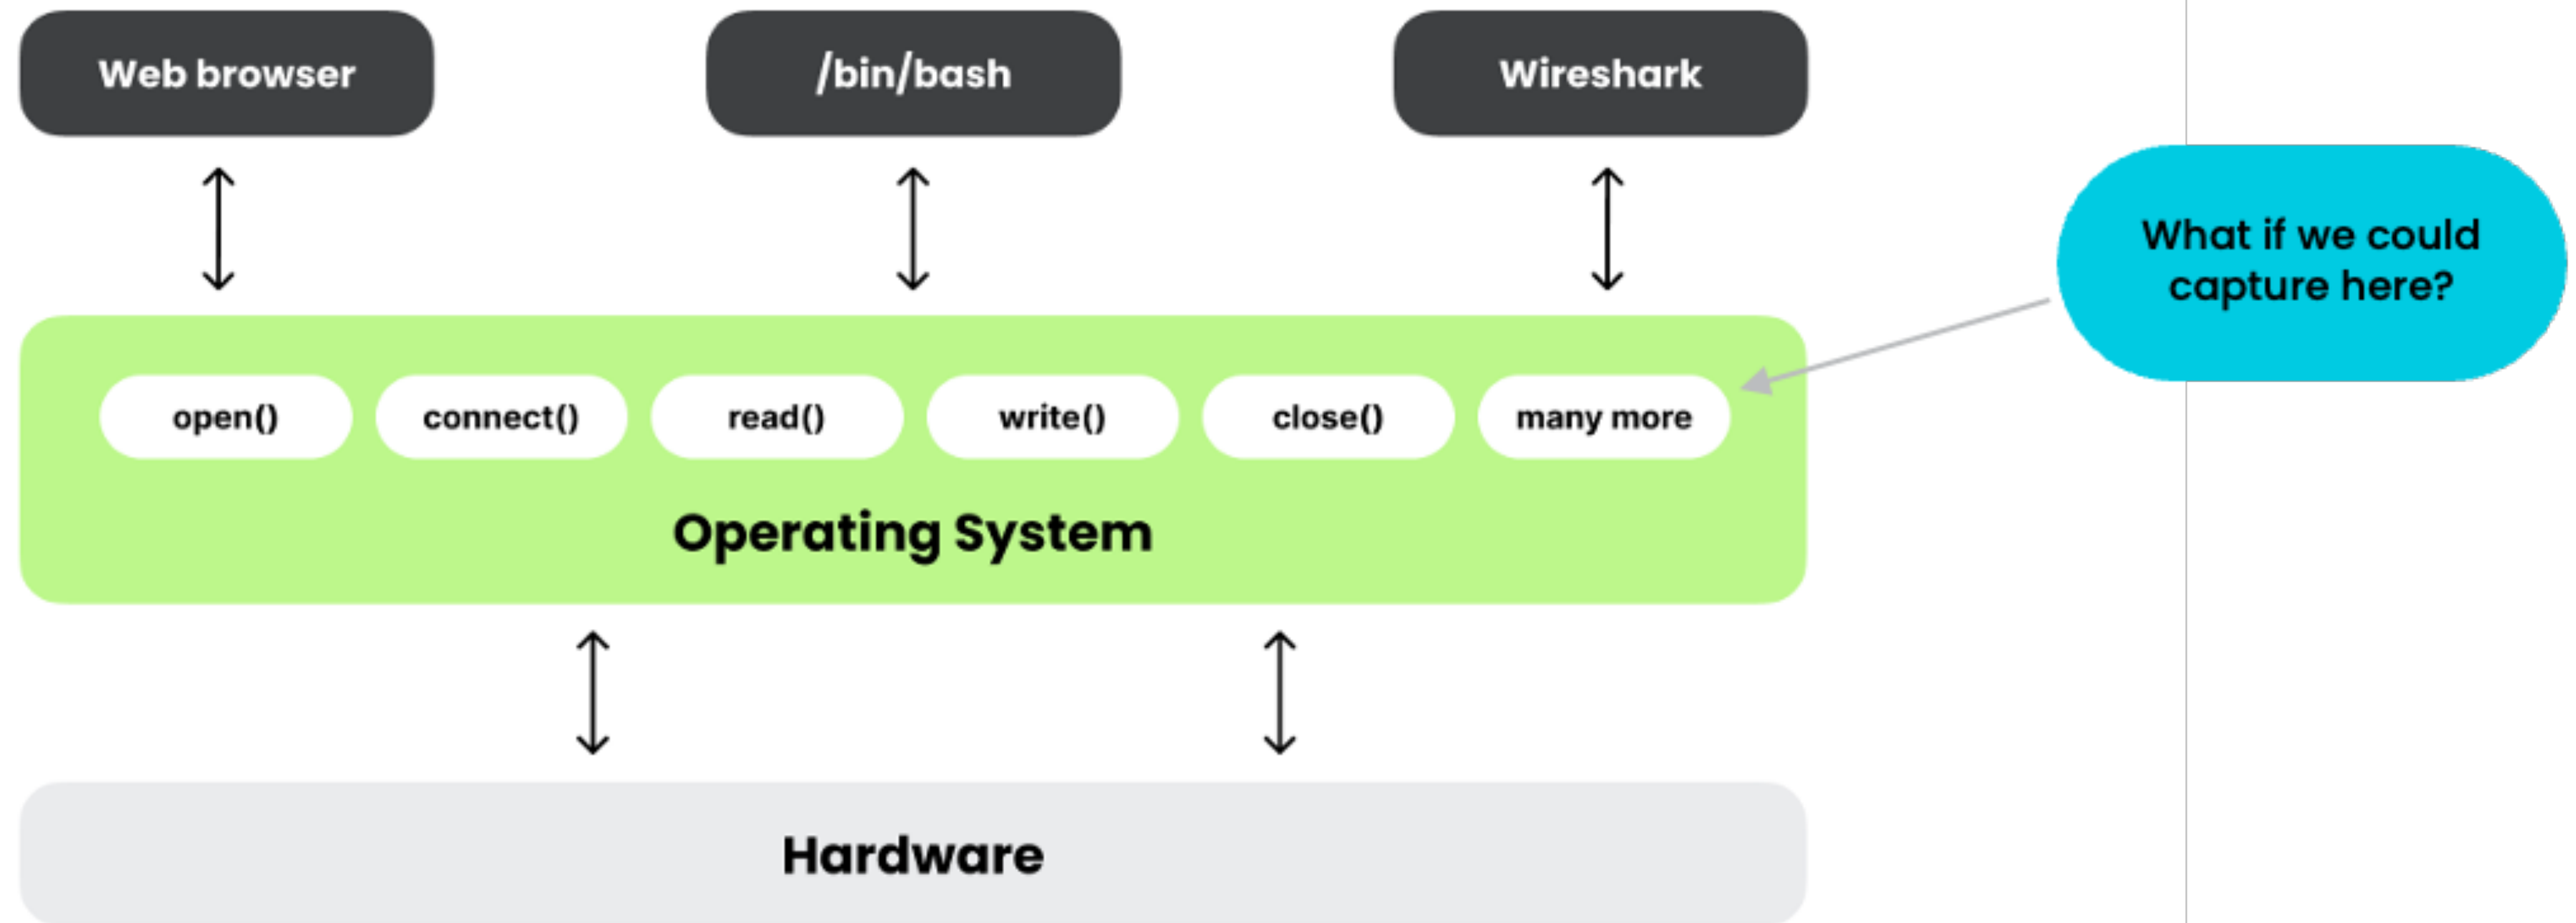 Web browser
/bin/bash
Wireshark
What if we could
capture here?
open()
connect()
read()
write()
close()
many more
Operating System
Hardware